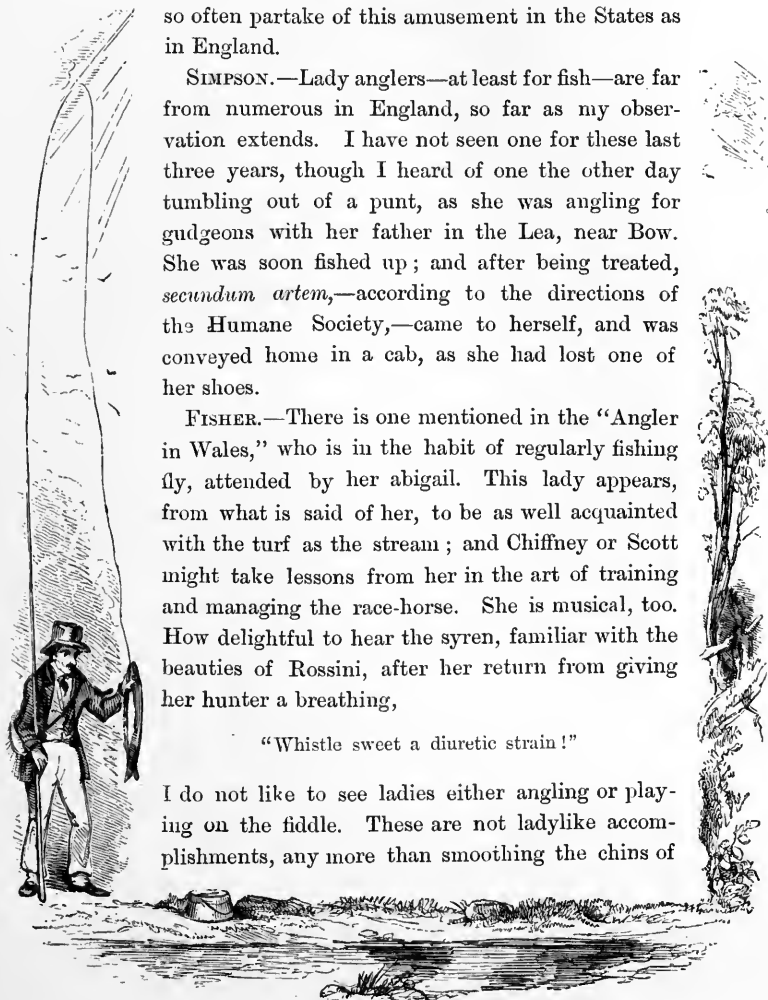 so often partake of this amusement in the States as
in England.
SIMPSON.—Lady anglers—at least for fish—are far
from numerous in England, so far as my obser-
vation extends. I have not seen one for these last
three years, though I heard of one the other day
tumbling out of a punt, as she was angling for
gudgeons with her father in the Lea, near Bow.
She was soon fished up; and after being treated,
secundum artem,—according to the directions of
the Humane Society,—came to herself, and was
conveyed home in a cab, as she had lost one of
her shoes.
FISHER.—There is one mentioned in the “Angler
in Wales,” who is in the habit of regularly fishing
fly, attended by her abigail. This lady appears,
from what is said of her, to be as well acquainted
with the turf as the stream; and Chiffney or Scott
might take lessons from her in the art of training
and managing the race-horse. She is musical, too.
How delightful to hear the syren, familiar with the
beauties of Rossini, after her return from giving
her hunter a breathing,
“Whistle sweet a diuretic strain!”
I do not like to see ladies either angling or play-
ing on the fiddle. These are not ladylike accom-
plishments, any more than smoothing the chins of